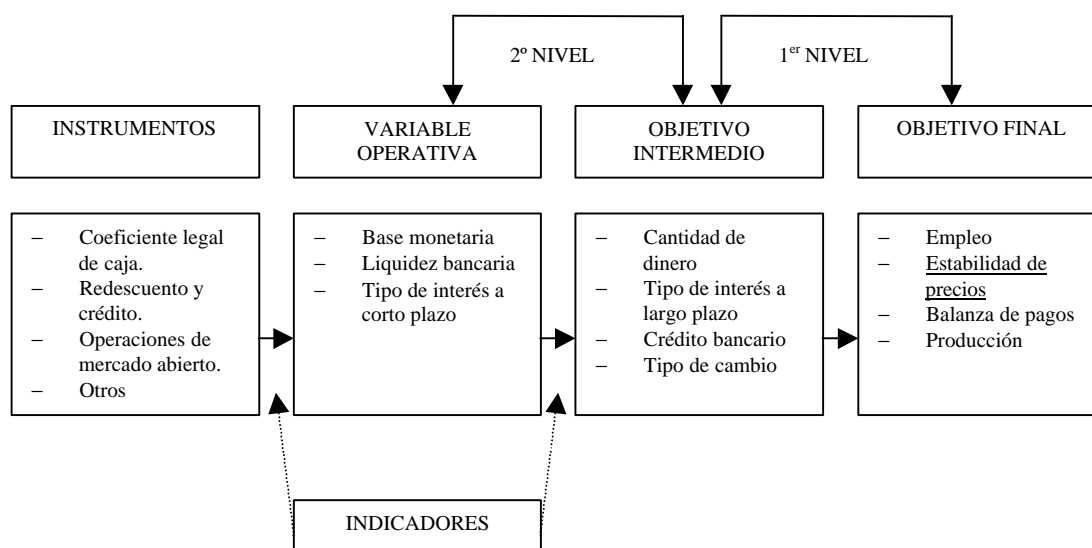 2º NIVEL
1er NIVEL
INSTRUMENTOS
VARIABLE
OPERATIVA
OBJETIVO
INTERMEDIO
OBJETIVO FINAL
– Coeficiente legal
de caja.
– Redescuento y
crédito.
– Operaciones de
mercado abierto.
– Otros
– Base monetaria
– Liquidez bancaria
– Tipo de interés a
corto plazo
– Cantidad de
dinero
– Tipo de interés a
largo plazo
– Crédito bancario
– Tipo de cambio
– Empleo
– Estabilidad de
precios
– Balanza de pagos
– Producción
INDICADORES